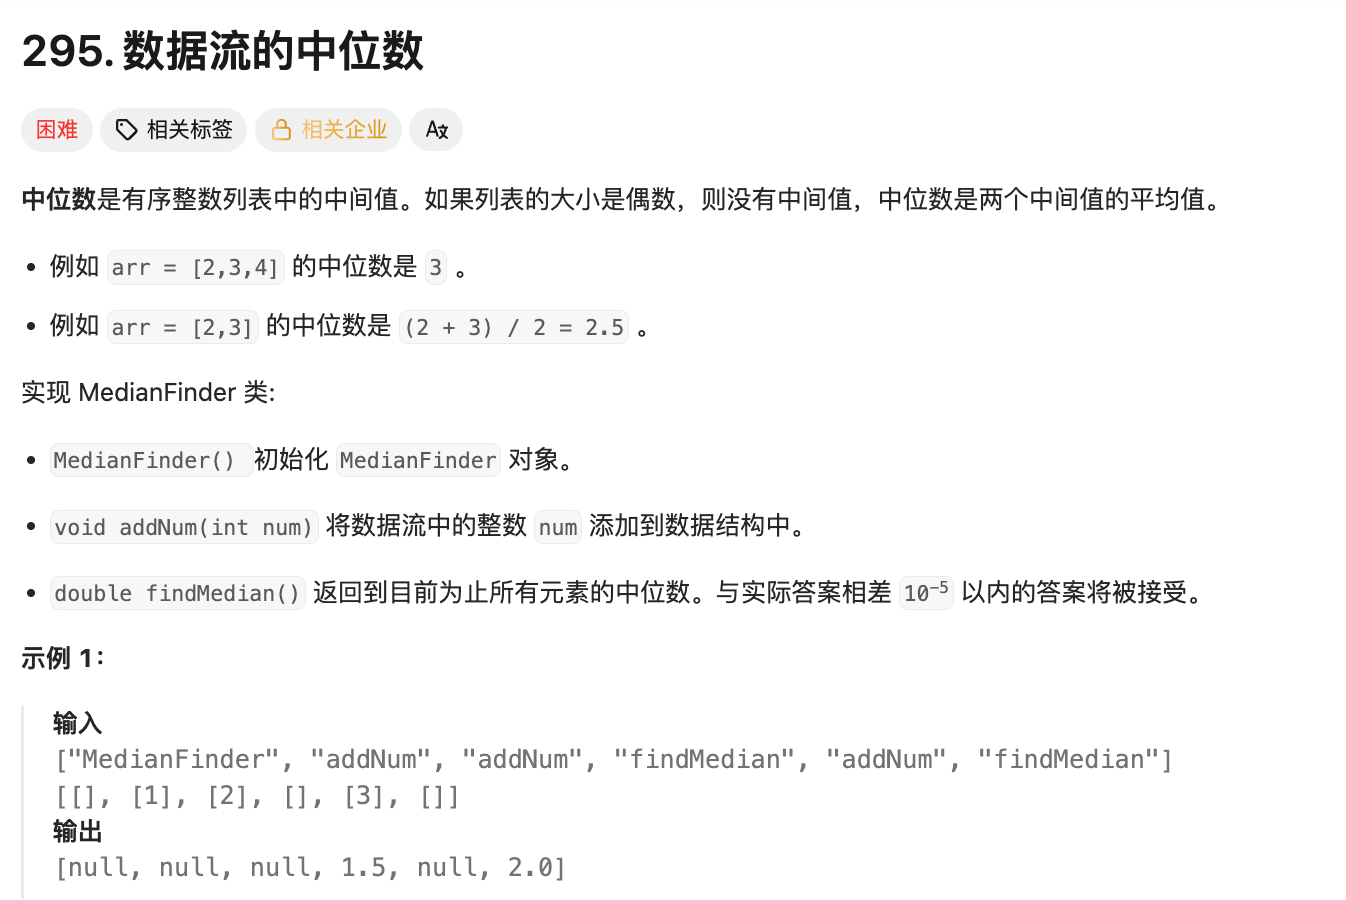 295. 数据流的中位数
困难 相关标签 相关企业
中位数是有序整数列表中的中间值。如果列表的大小是偶数，则没有中间值，中位数是两个中间值的平均值。
• 例如 arr = [2,3,4] 的中位数是 3 。
• 例如 arr = [2,3] 的中位数是 (2 + 3) / 2 = 2.5 。
实现 MedianFinder 类:
• MedianFinder() 初始化 MedianFinder 对象。
• void addNum(int num) 将数据流中的整数 num 添加到数据结构中。
• double findMedian() 返回到目前为止所有元素的中位数。与实际答案相差 10⁻⁵ 以内的答案将被接受。
示例 1：
输入
["MedianFinder", "addNum", "addNum", "findMedian", "addNum", "findMedian"]
[[], [1], [2], [], [3], []]
输出
[null, null, null, 1.5, null, 2.0]